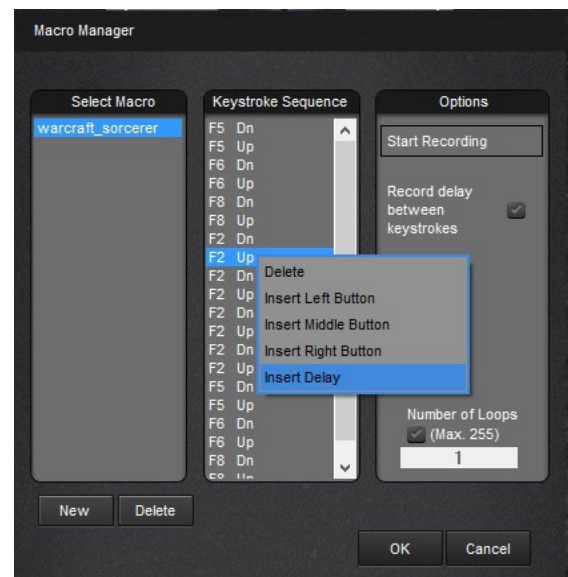 Macro Manager
Select Macro
warcraft_sorcerer
New
Delete
Keystroke Sequence
F5 Dn
F5 Up
F6 Dn
F6 Up
F8 Dn
F8 Up
F2 Dn
F2 Up
F2 Dn
F2 Up
F2 Dn
F2 Up
F2 Dn
F2 Up
F5 Dn
F5 Up
F6 Dn
F6 Up
F8 Dn
F8 Up
Delete
Insert Left Button
Insert Middle Button
Insert Right Button
Insert Delay
Options
Start Recording
Record delay
between
keystrokes
Number of Loops
(Max. 255)
1
OK
Cancel